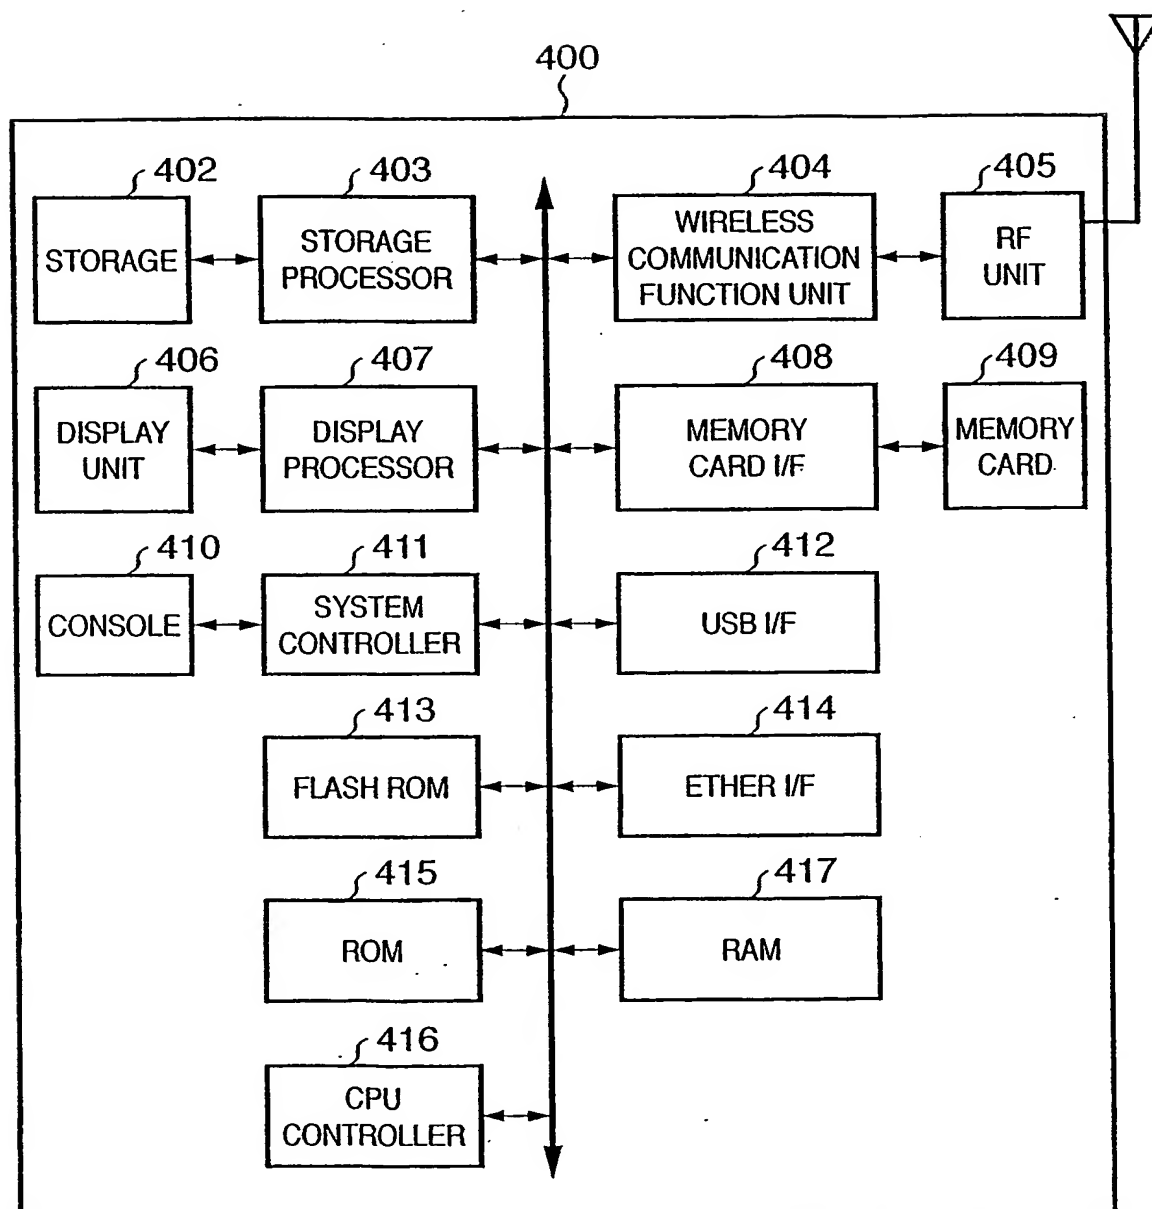 400
402
403
404
405
STORAGE
STORAGE
PROCESSOR
WIRELESS
COMMUNICATION
FUNCTION UNIT
RF
UNIT
406
407
408
409
DISPLAY
UNIT
DISPLAY
PROCESSOR
MEMORY
CARD I/F
MEMORY
CARD
410
411
412
CONSOLE
SYSTEM
CONTROLLER
USB I/F
413
414
FLASH ROM
ETHER I/F
415
417
ROM
RAM
416
CPU
CONTROLLER